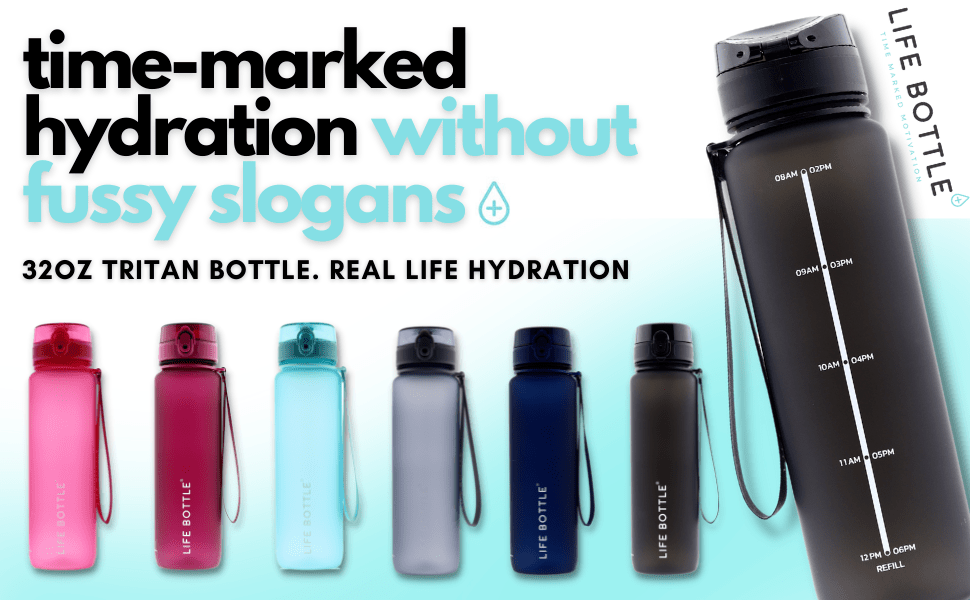 time-marked
hydration without
fussy slogans
32OZ TRITAN BOTTLE. REAL LIFE HYDRATION
LIFE BOTTLE
TIME MARKED MOTIVATION
08AM 02PM
09AM 03PM
10AM 04PM
11AM 05PM
12PM 06PM
REFILL
LIFE BOTTLE
LIFE BOTTLE®
LIFE BOTTLE
LIFE BOTTLE®
LIFE BOTTLE®